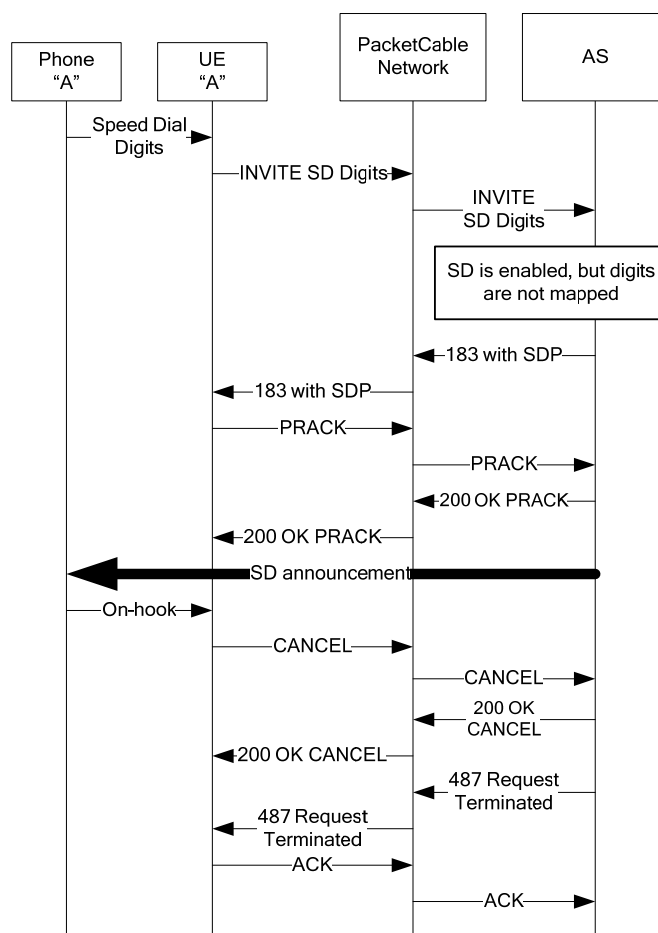 Phone
“A”
UE
“A”
PacketCable
Network
AS
Speed Dial
Digits
INVITE SD Digits
INVITE
SD Digits
SD is enabled, but digits
are not mapped
183 with SDP
183 with SDP
PRACK
PRACK
200 OK PRACK
200 OK PRACK
SD announcement
On-hook
CANCEL
CANCEL
200 OK
CANCEL
200 OK CANCEL
487 Request
Terminated
487 Request
Terminated
ACK
ACK